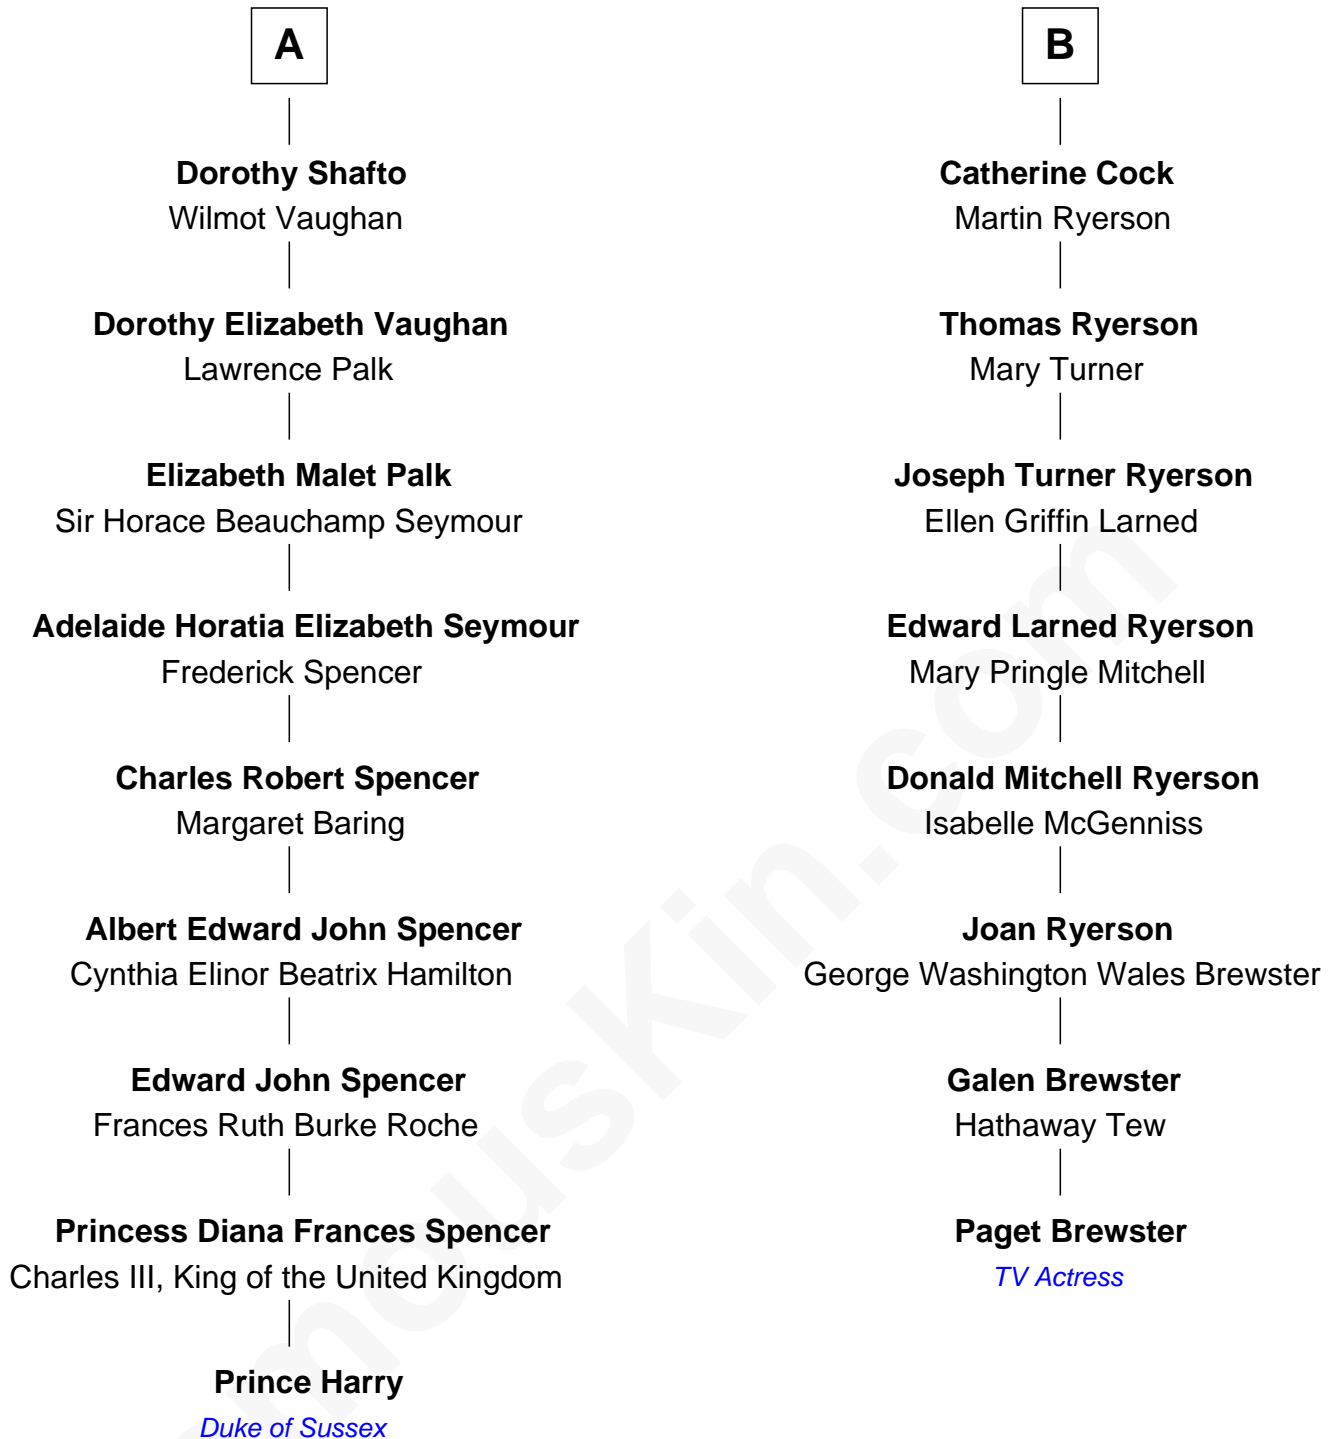 A
Dorothy Shafto
Wilmot Vaughan
Dorothy Elizabeth Vaughan
Lawrence Palk
Elizabeth Malet Palk
Sir Horace Beauchamp Seymour
Adelaide Horatia Elizabeth Seymour
Frederick Spencer
Charles Robert Spencer
Margaret Baring
Albert Edward John Spencer
Cynthia Elinor Beatrix Hamilton
Edward John Spencer
Frances Ruth Burke Roche
Princess Diana Frances Spencer
Charles III, King of the United Kingdom
Prince Harry
Duke of Sussex
B
Catherine Cock
Martin Ryerson
Thomas Ryerson
Mary Turner
Joseph Turner Ryerson
Ellen Griffin Larned
Edward Larned Ryerson
Mary Pringle Mitchell
Donald Mitchell Ryerson
Isabelle McGenniss
Joan Ryerson
George Washington Wales Brewster
Galen Brewster
Hathaway Tew
Paget Brewster
TV Actress
mousKin.com